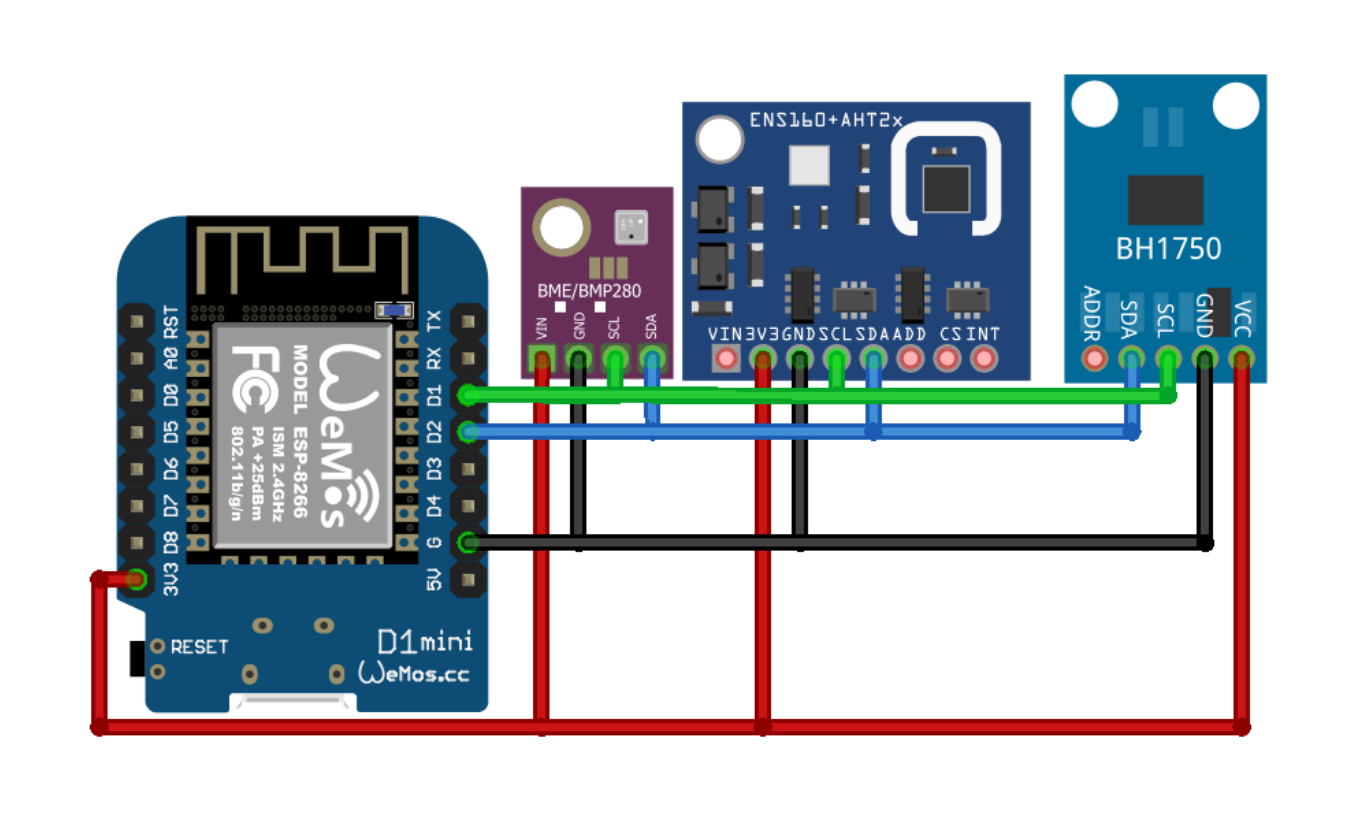 ENS160+AHT2x
BH1750
BME/BMP280
VIN
GND
SCL
SDA
VIN
3V3
GND
SCL
SDA
ADD
CS
INT
ADDR
SDA
SCL
GND
VCC
RST
A0
D0
D5
D6
D7
D8
3V3
TX
RX
D1
D2
D3
D4
G
5V
WeMos
MODEL ESP-8266
ISM 2.4GHz
PA +25dBm
802.11b/g/n
FC
RESET
D1mini
WeMos.cc